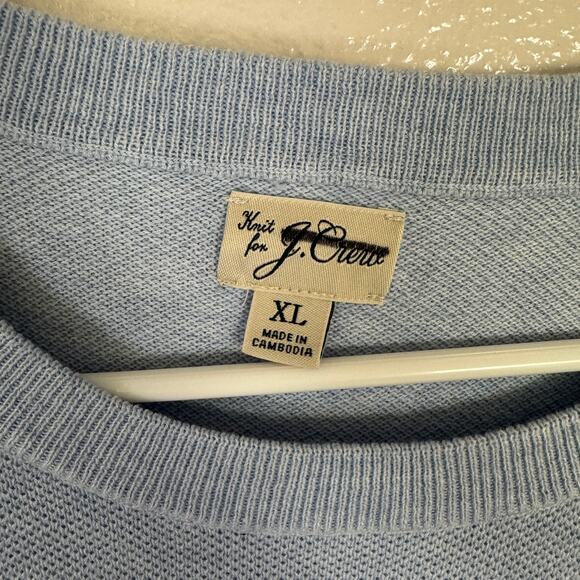 Knit
for J.Crew
XL
MADE IN
CAMBODIA